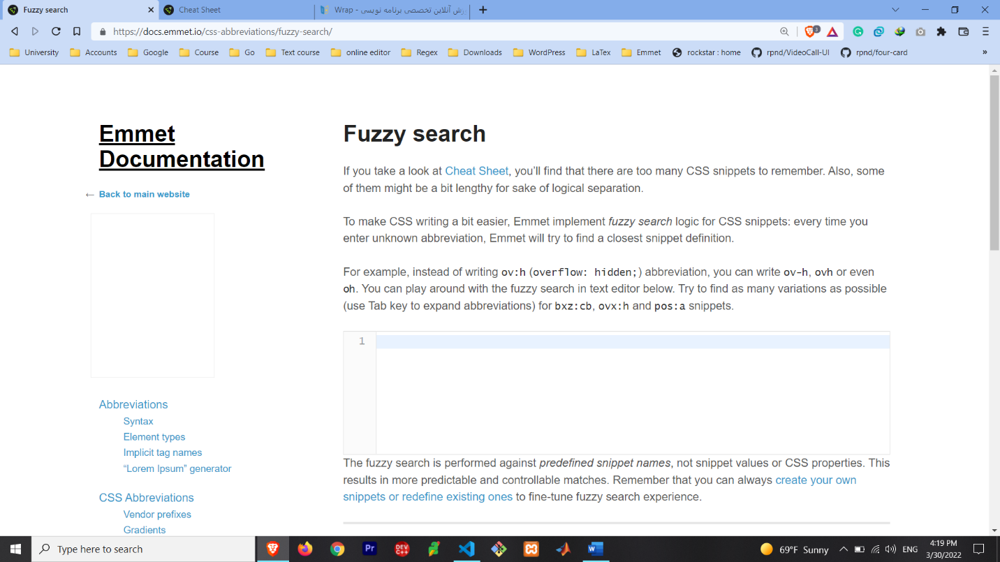 Fuzzy search
Cheat Sheet
Wrap - رش آنلاین تخصصی برنامه نویسی
https://docs.emmet.io/css-abbreviations/fuzzy-search/
3
University Accounts Google Course Go Text course online editor Regex Downloads WordPress LaTex Emmet rockstar : home rpnd/VideoCall-UI rpnd/four-card »
Emmet
Documentation
← Back to main website
Abbreviations
Syntax
Element types
Implicit tag names
“Lorem Ipsum” generator
CSS Abbreviations
Vendor prefixes
Gradients
Fuzzy search
If you take a look at Cheat Sheet, you’ll find that there are too many CSS snippets to remember. Also, some
of them might be a bit lengthy for sake of logical separation.
To make CSS writing a bit easier, Emmet implement fuzzy search logic for CSS snippets: every time you
enter unknown abbreviation, Emmet will try to find a closest snippet definition.
For example, instead of writing ov:h (overflow: hidden;) abbreviation, you can write ov-h, ovh or even
oh. You can play around with the fuzzy search in text editor below. Try to find as many variations as possible
(use Tab key to expand abbreviations) for bxz:cb, ovx:h and pos:a snippets.
1
The fuzzy search is performed against predefined snippet names, not snippet values or CSS properties. This
results in more predictable and controllable matches. Remember that you can always create your own
snippets or redefine existing ones to fine-tune fuzzy search experience.
Type here to search
Pr
DEV C++
69°F Sunny
ENG
4:19 PM
3/30/2022